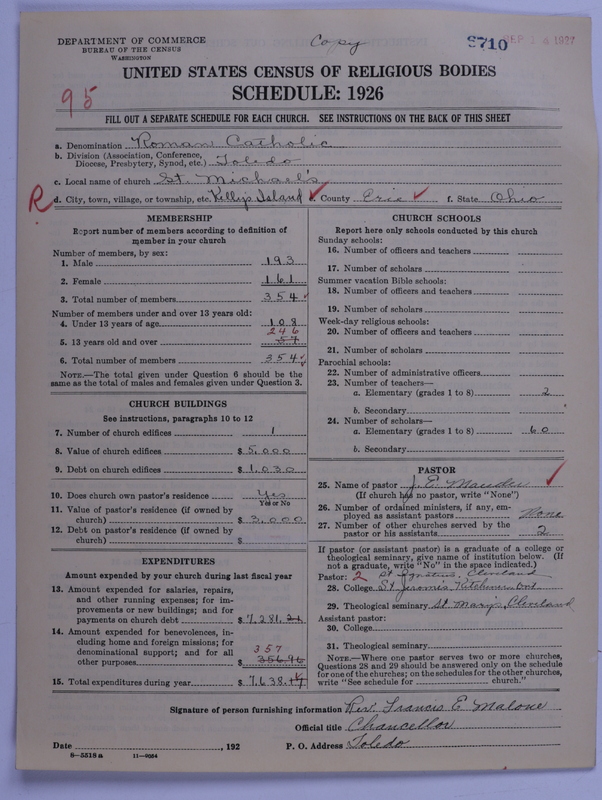 DEPARTMENT OF COMMERCE
BUREAU OF THE CENSUS
WASHINGTON
Copy
8710
SEP 1 4 1927
UNITED STATES CENSUS OF RELIGIOUS BODIES
SCHEDULE: 1926
95
FILL OUT A SEPARATE SCHEDULE FOR EACH CHURCH. SEE INSTRUCTIONS ON THE BACK OF THIS SHEET
a. Denomination Roman Catholic
b. Division (Association, Conference, Diocese, Presbytery, Synod, etc.) Toledo
c. Local name of church St. Michael's
R d. City, town, village, or township, etc. Kellys Island e. County Erie f. State Ohio
MEMBERSHIP
Report number of members according to definition of
member in your church
Number of members, by sex:
1. Male 193
2. Female 161
3. Total number of members 354
Number of members under and over 13 years old:
4. Under 13 years of age 108
246
5. 13 years old and over 57
6. Total number of members 354
NOTE.—The total given under Question 6 should be
same as the total of males and females given under Question 3.
CHURCH BUILDINGS
See instructions, paragraphs 10 to 12
7. Number of church edifices 1
8. Value of church edifices $ 5,000
9. Debt on church edifices $ 1,030
10. Does church own pastor's residence Yes
Yes or No
11. Value of pastor's residence (if owned by
church) $ 3,000
12. Debt on pastor's residence (if owned by
church) $
EXPENDITURES
Amount expended by your church during last fiscal year
13. Amount expended for salaries, repairs,
and other running expenses; for im-
provements or new buildings; and for
payments on church debt $ 7,281.21
14. Amount expended for benevolences, in-
cluding home and foreign missions; for
denominational support; and for all
other purposes $ 356.96
357
15. Total expenditures during year $ 7,638.17
CHURCH SCHOOLS
Report here only schools conducted by this church
Sunday schools:
16. Number of officers and teachers
17. Number of scholars
Summer vacation Bible schools:
18. Number of officers and teachers
19. Number of scholars
Week-day religious schools:
20. Number of officers and teachers
21. Number of scholars
Parochial schools:
22. Number of administrative officers
23. Number of teachers—
a. Elementary (grades 1 to 8) 2
b. Secondary
24. Number of scholars—
a. Elementary (grades 1 to 8) 60
b. Secondary
PASTOR
25. Name of pastor J. E.
(If church has no pastor, write "None")
26. Number of ordained ministers, if any, em-
ployed as assistant pastors None
27. Number of other churches served by the
pastor or his assistants 2
If pastor (or assistant pastor) is a graduate of a college or
theological seminary, give name of institution below. (If
not a graduate, write "No" in the space indicated.)
Pastor: 2 St Ignatius, Cleveland
28. College St Jerome's Kitchener Ont
29. Theological seminary St Mary's, Cleveland
Assistant pastor:
30. College
31. Theological seminary
NOTE.—Where one pastor serves two or more churches,
Questions 28 and 29 should be answered only on the schedule
for one of the churches; on the schedules for the other churches,
write "See schedule for church."
Signature of person furnishing information Rev. Francis E Malone
Official title Chancellor
Date , 192 P. O. Address Toledo
8—5518a 11—9084